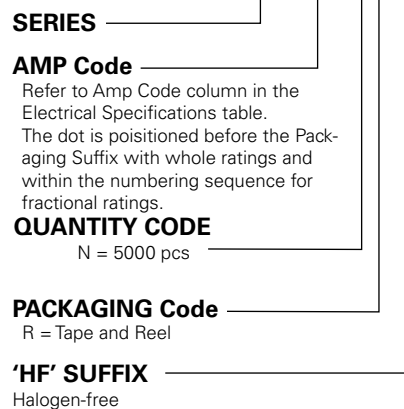 SERIES
AMP Code
Refer to Amp Code column in the
Electrical Specifications table.
The dot is poisitioned before the Pack-
aging Suffix with whole ratings and
within the numbering sequence for
fractional ratings.
QUANTITY CODE
N = 5000 pcs
PACKAGING Code
R = Tape and Reel
‘HF’ SUFFIX
Halogen-free